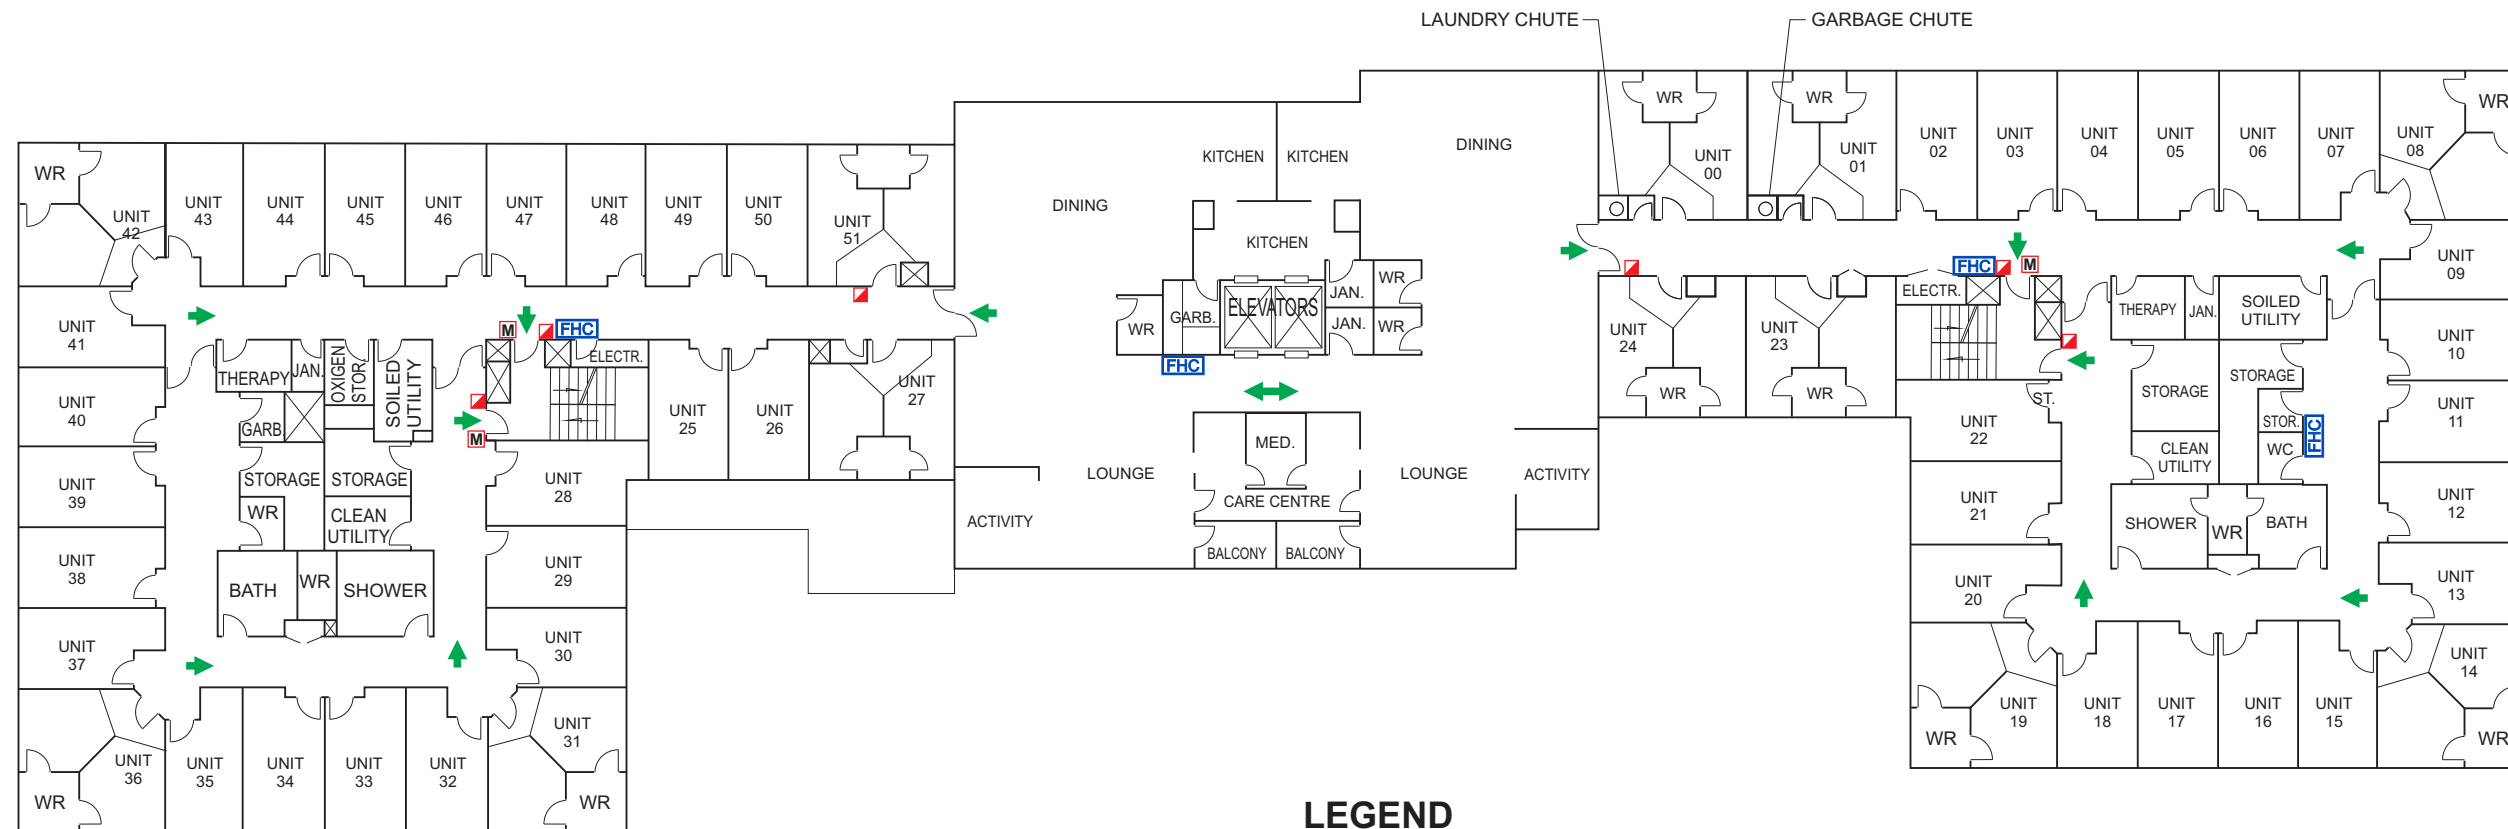 LAUNDRY CHUTE
GARBAGE CHUTE
WR
UNIT
42
UNIT
43
UNIT
44
UNIT
45
UNIT
46
UNIT
47
UNIT
48
UNIT
49
UNIT
50
UNIT
51
DINING
KITCHEN
KITCHEN
KITCHEN
DINING
WR
UNIT
00
WR
UNIT
01
UNIT
02
UNIT
03
UNIT
04
UNIT
05
UNIT
06
UNIT
07
UNIT
08
WR
UNIT
41
UNIT
40
UNIT
39
UNIT
38
UNIT
37
UNIT
36
WR
THERAPY
JAN.
OXIGEN
STOR.
SOILED
UTILITY
GARB.
STORAGE
STORAGE
WR
CLEAN
UTILITY
BATH
WR
SHOWER
M
FHC
ELECTR.
M
UNIT
25
UNIT
26
UNIT
27
UNIT
28
UNIT
29
UNIT
30
UNIT
31
WR
UNIT
35
UNIT
34
UNIT
33
UNIT
32
WR
GARB.
ELEVATORS
JAN.
WR
JAN.
WR
FHC
LOUNGE
MED.
LOUNGE
CARE CENTRE
ACTIVITY
ACTIVITY
BALCONY
BALCONY
UNIT
24
WR
UNIT
23
WR
FHC
M
ELECTR.
THERAPY
JAN.
SOILED
UTILITY
STORAGE
STORAGE
ST.
STOR.
FHC
CLEAN
UTILITY
WC
SHOWER
WR
BATH
UNIT
09
UNIT
10
UNIT
11
UNIT
12
UNIT
13
UNIT
14
WR
UNIT
22
UNIT
21
UNIT
20
UNIT
19
WR
UNIT
18
UNIT
17
UNIT
16
UNIT
15
LEGEND